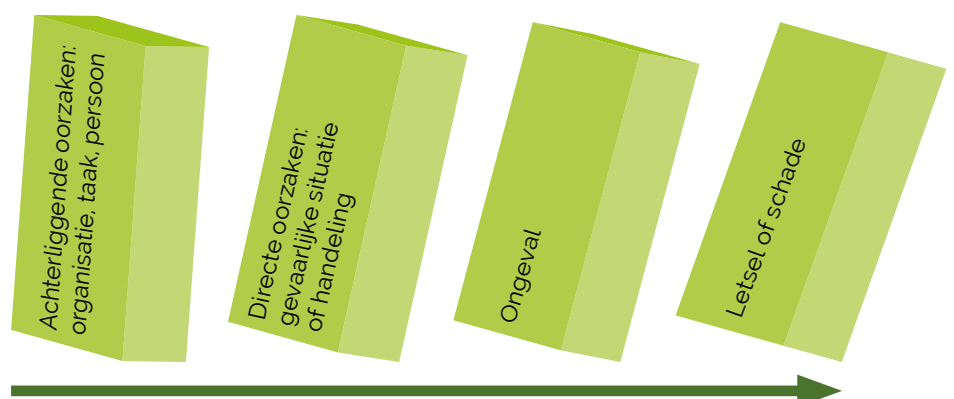 Achterliggende oorzaken:
organisatie, taak, persoon
Directe oorzaken:
gevaarlijke situatie
of handeling
Ongeval
Letsel of schade